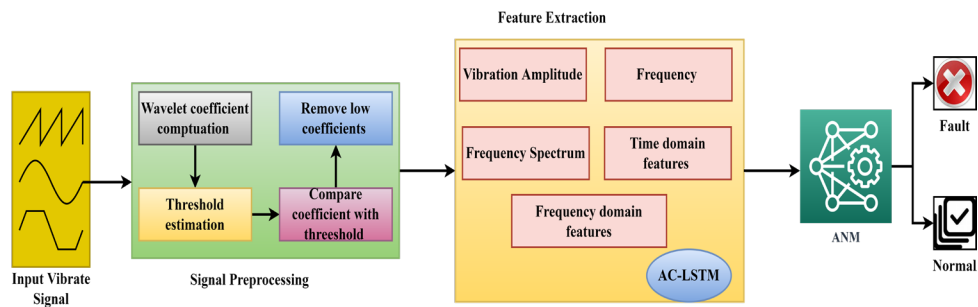 Feature Extraction
Wavelet coefficient
comptuation
Remove low
coefficients
Threshold
estimation
Compare
coefficient with
threeshold
Input Vibrate
Signal
Signal Preprocessing
Vibration Amplitude
Frequency
Frequency Spectrum
Time domain
features
Frequency domain
features
AC-LSTM
ANM
Fault
Normal